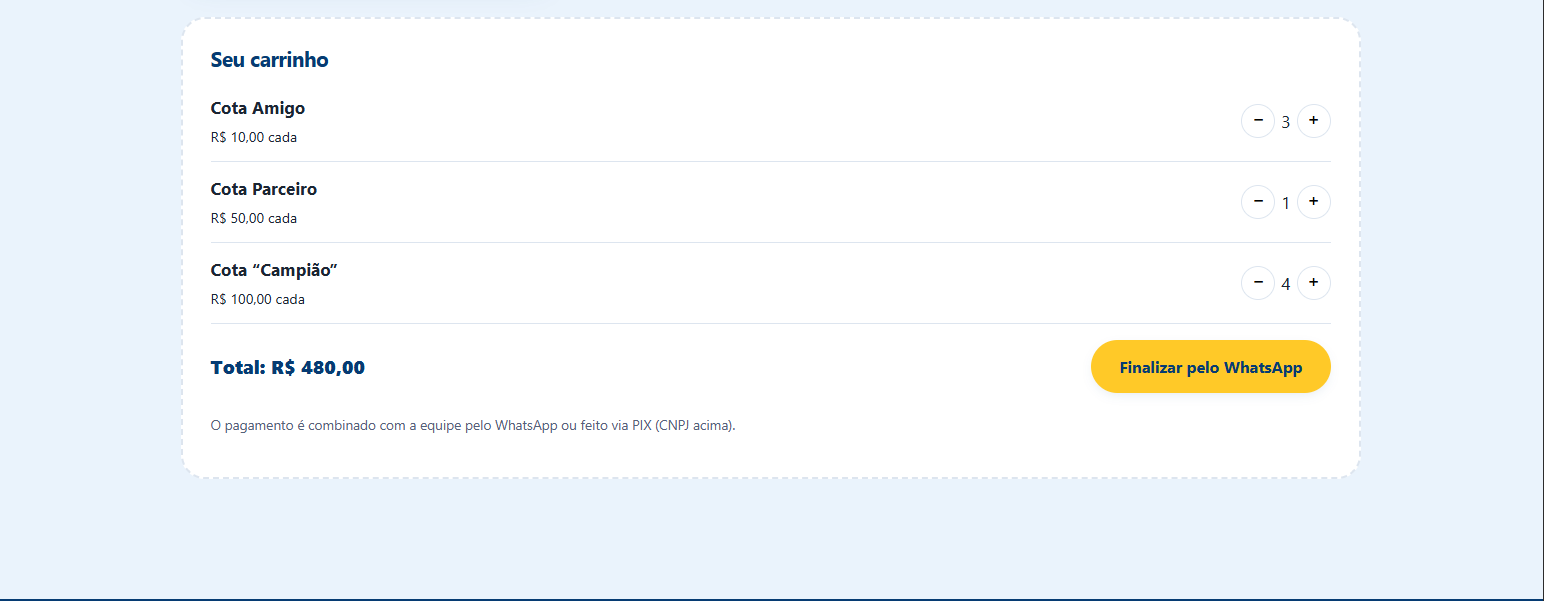 Seu carrinho
Cota Amigo
R$ 10,00 cada
− 3 +
Cota Parceiro
R$ 50,00 cada
− 1 +
Cota “Campião”
R$ 100,00 cada
− 4 +
Total: R$ 480,00
Finalizar pelo WhatsApp
O pagamento é combinado com a equipe pelo WhatsApp ou feito via PIX (CNPJ acima).